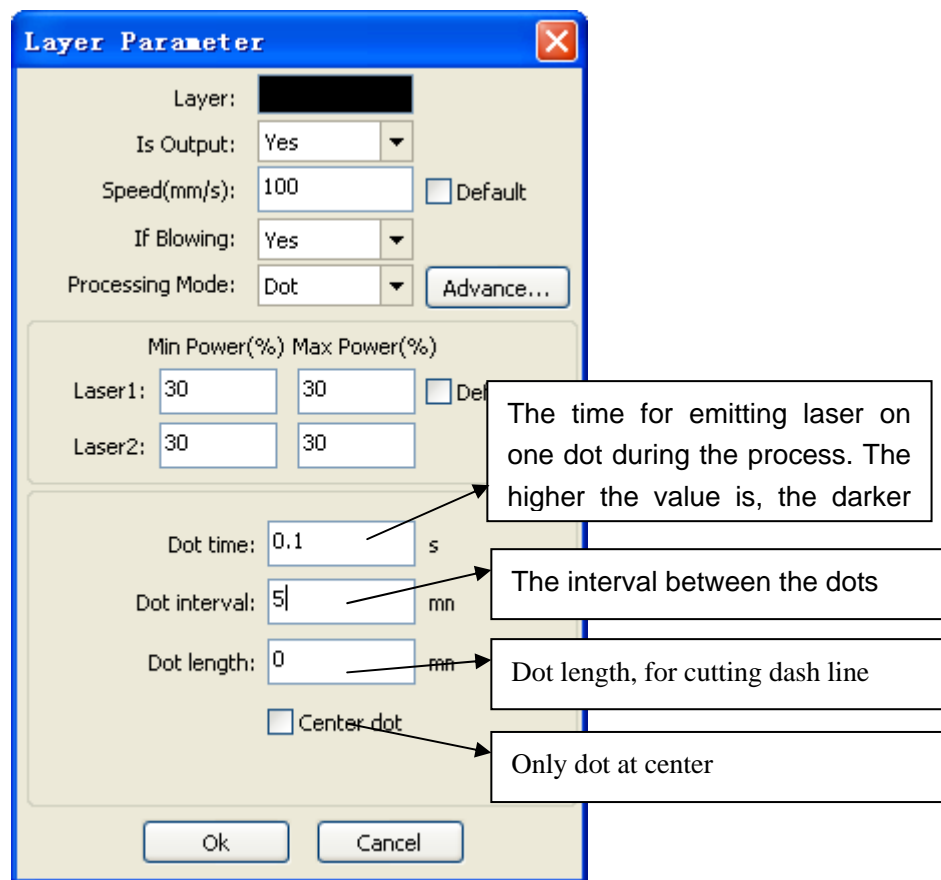 Layer Parameter
Layer:
Is Output: Yes
Speed(mm/s): 100 Default
If Blowing: Yes
Processing Mode: Dot Advance...
Min Power(%) Max Power(%)
Laser1: 30 30
Laser2: 30 30
The time for emitting laser on
one dot during the process. The
higher the value is, the darker
Dot time: 0.1 s
The interval between the dots
Dot interval: 5 mn
Dot length: 0 mn
Dot length, for cutting dash line
Center dot
Only dot at center
Ok Cancel